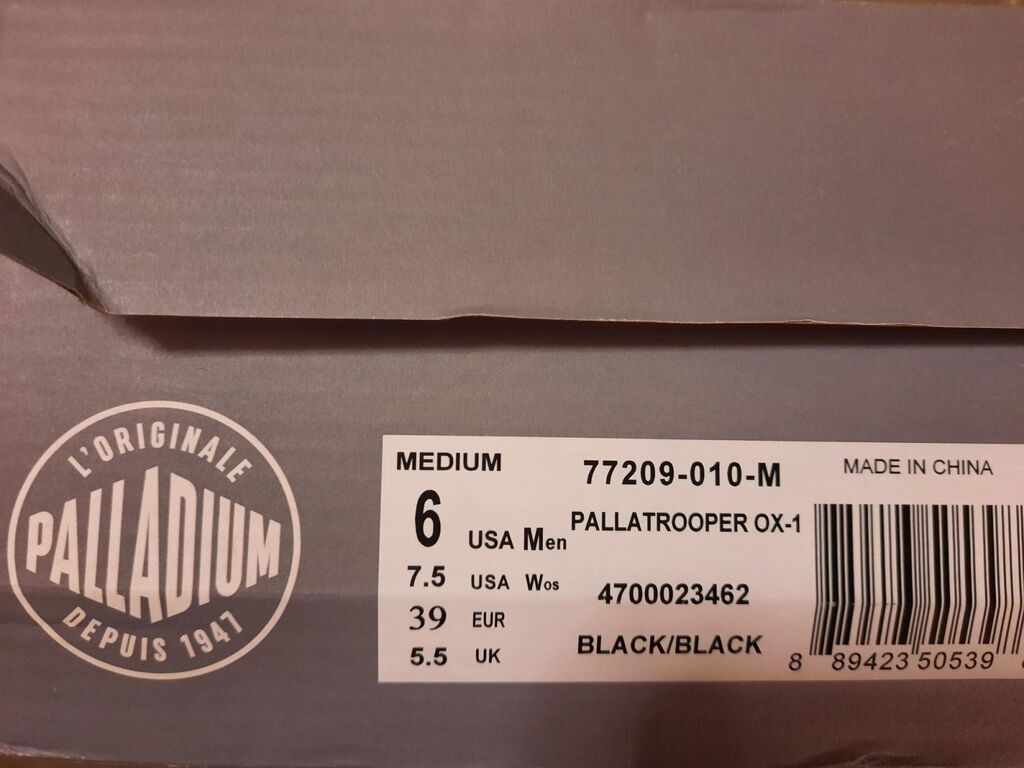 L'ORIGINALE
PALLADIUM
DEPUIS 1947
MEDIUM
6 USA Men
7.5 USA Wos
39 EUR
5.5 UK
77209-010-M
PALLATROOPER OX-1
4700023462
BLACK/BLACK
MADE IN CHINA
8 89423 50539